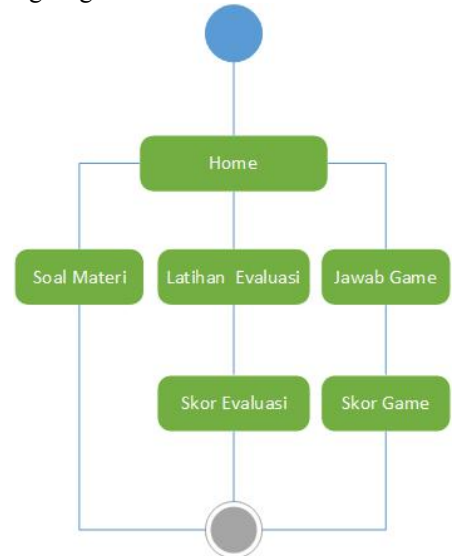 Home
Soal Materi
Latihan Evaluasi
Jawab Game
Skor Evaluasi
Skor Game